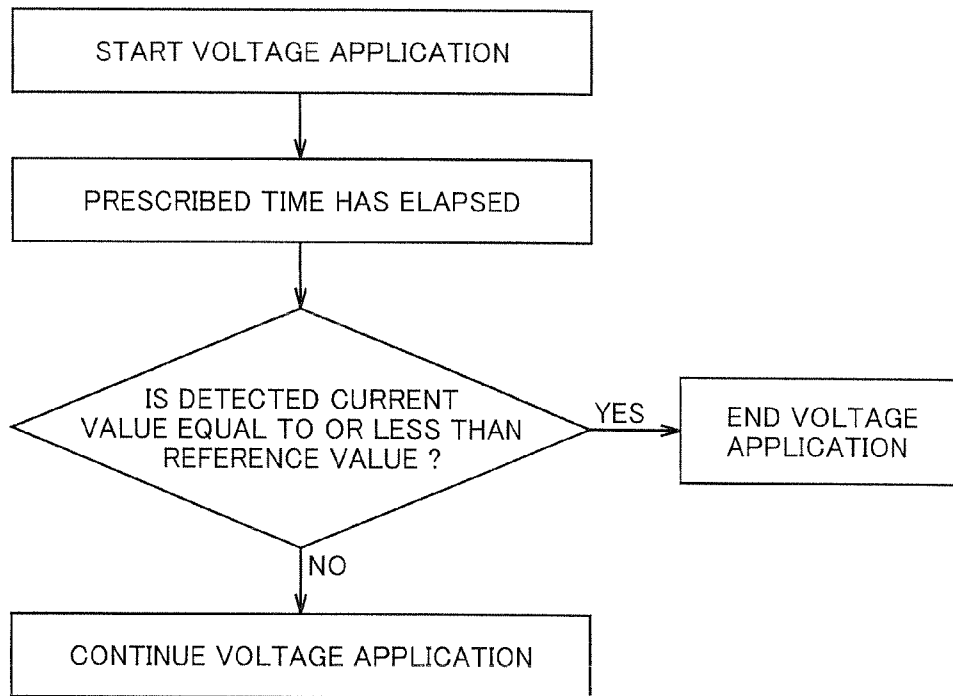 START VOLTAGE APPLICATION
PRESCRIBED TIME HAS ELAPSED
IS DETECTED CURRENT
VALUE EQUAL TO OR LESS THAN
REFERENCE VALUE ?
YES
END VOLTAGE
APPLICATION
NO
CONTINUE VOLTAGE APPLICATION